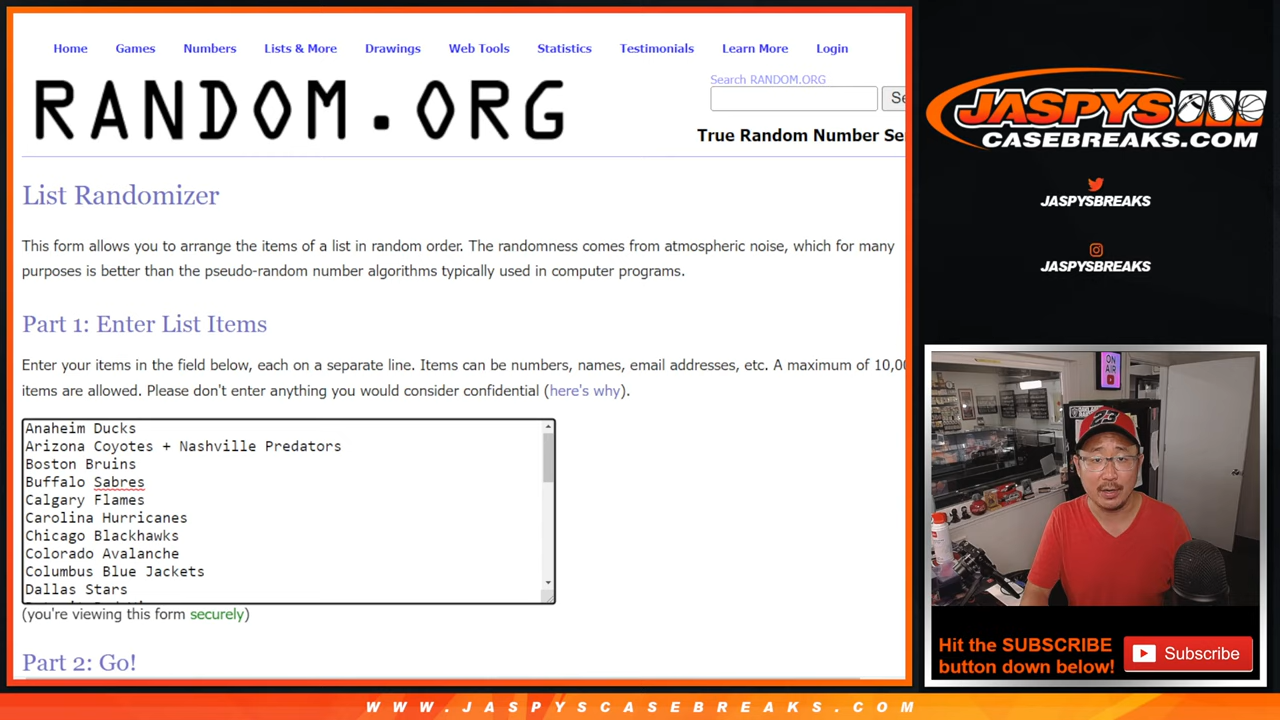 Home Games Numbers Lists & More Drawings Web Tools Statistics Testimonials Learn More Login
RANDOM.ORG
Search RANDOM.ORG
Se
True Random Number Se
List Randomizer
This form allows you to arrange the items of a list in random order. The randomness comes from atmospheric noise, which for many
purposes is better than the pseudo-random number algorithms typically used in computer programs.
Part 1: Enter List Items
Enter your items in the field below, each on a separate line. Items can be numbers, names, email addresses, etc. A maximum of 10,00
items are allowed. Please don't enter anything you would consider confidential (here's why).
Anaheim Ducks
Arizona Coyotes + Nashville Predators
Boston Bruins
Buffalo Sabres
Calgary Flames
Carolina Hurricanes
Chicago Blackhawks
Colorado Avalanche
Columbus Blue Jackets
Dallas Stars
(you're viewing this form securely)
Part 2: Go!
JASPYS
CASEBREAKS.COM
JASPYSBREAKS
JASPYSBREAKS
ON
AIR
23
Hit the SUBSCRIBE
button down below!
Subscribe
WWW.JASPYSCASEBREAKS.COM